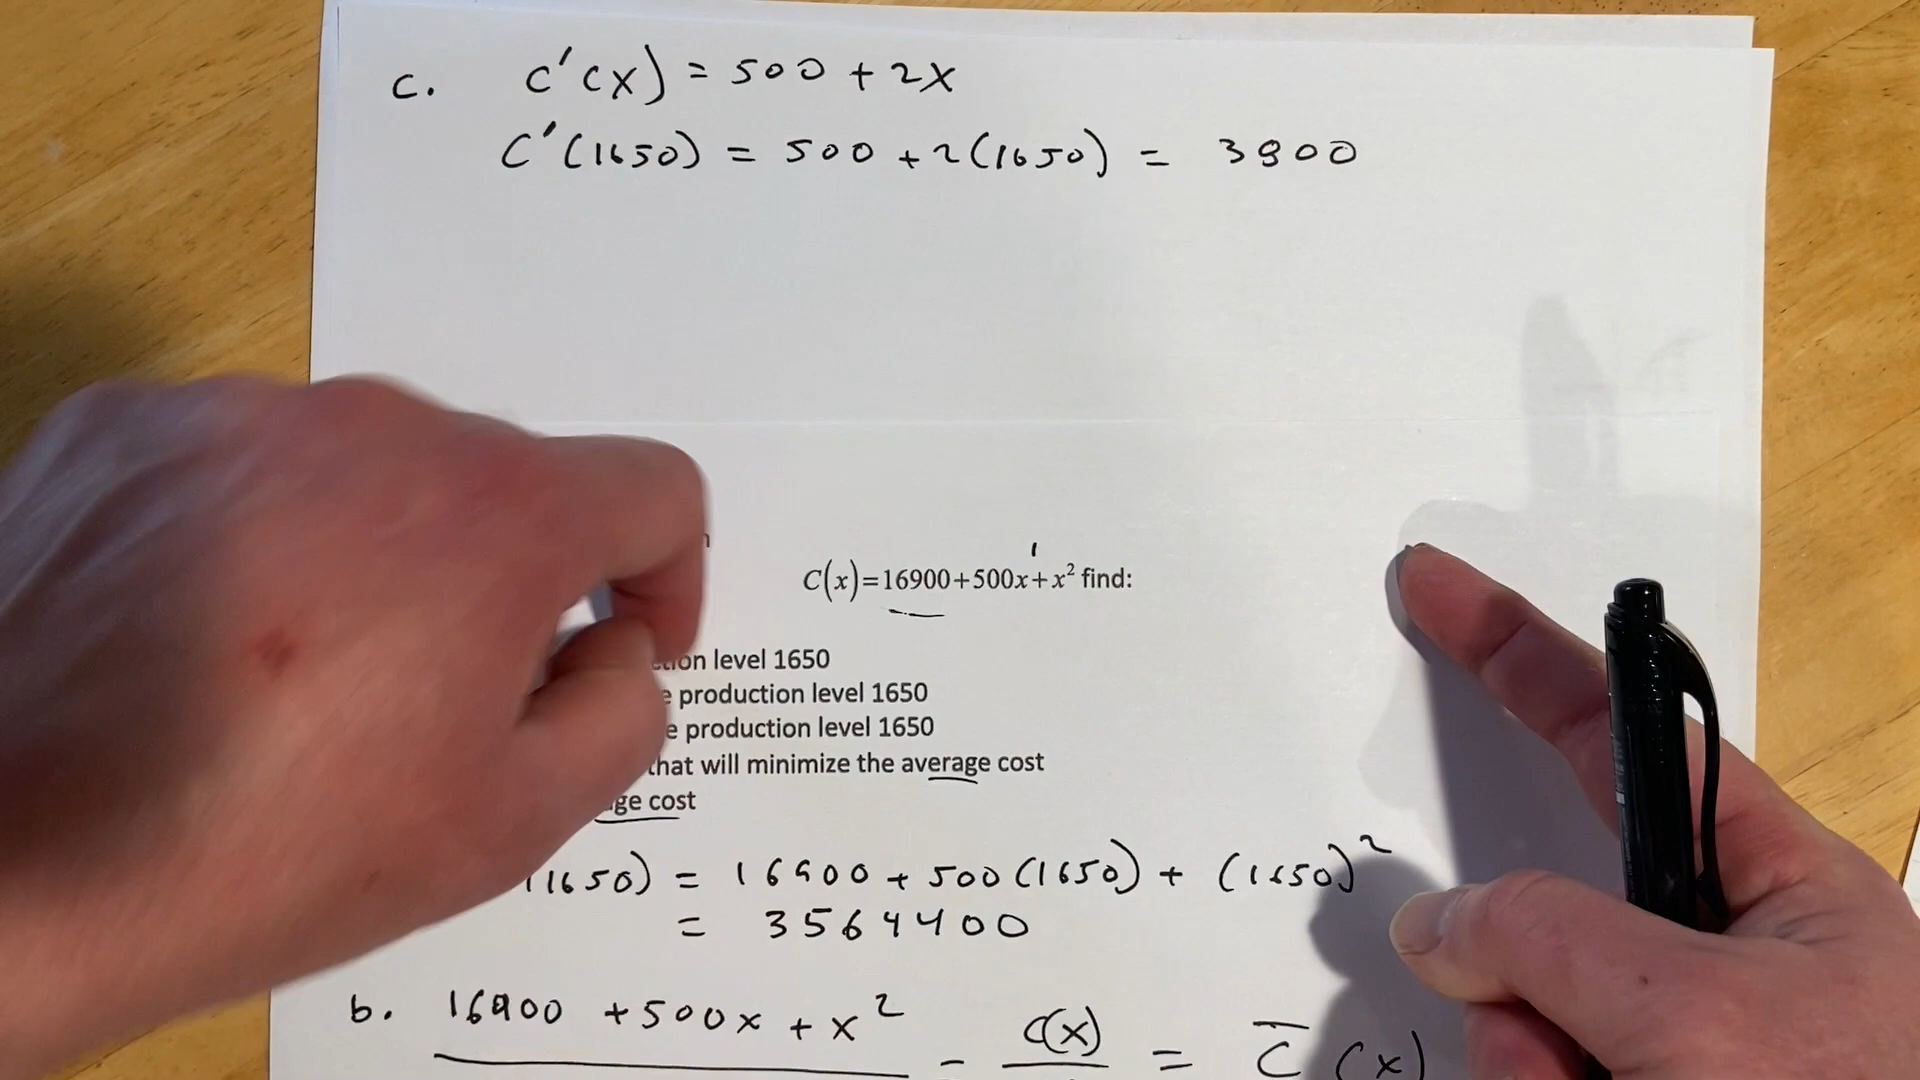 c. C'(x) = 500 + 2x
C'(1650) = 500 + 2(1650) = 3800
C(x)=16900+500x+x² find:
level 1650
production level 1650
production level 1650
that will minimize the average cost
cost
(1650) = 16900 + 500(1650) + (1650)²
= 3564400
b. 16900 + 500x + x² = C(x) = C̅(x)